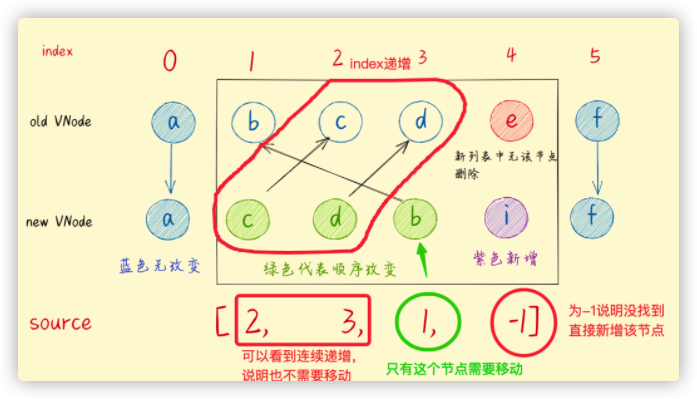 index 0 1 2 index递增 3 4 5
old VNode a b c d e f
新列表中无该节点
删除
new VNode a c d b i f
蓝色无改变 绿色代表顺序改变 紫色新增
source [2, 3, 1, -1]
为-1说明没找到
直接新增该节点
可以看到连续递增,
说明也不需要移动
只有这个节点需要移动